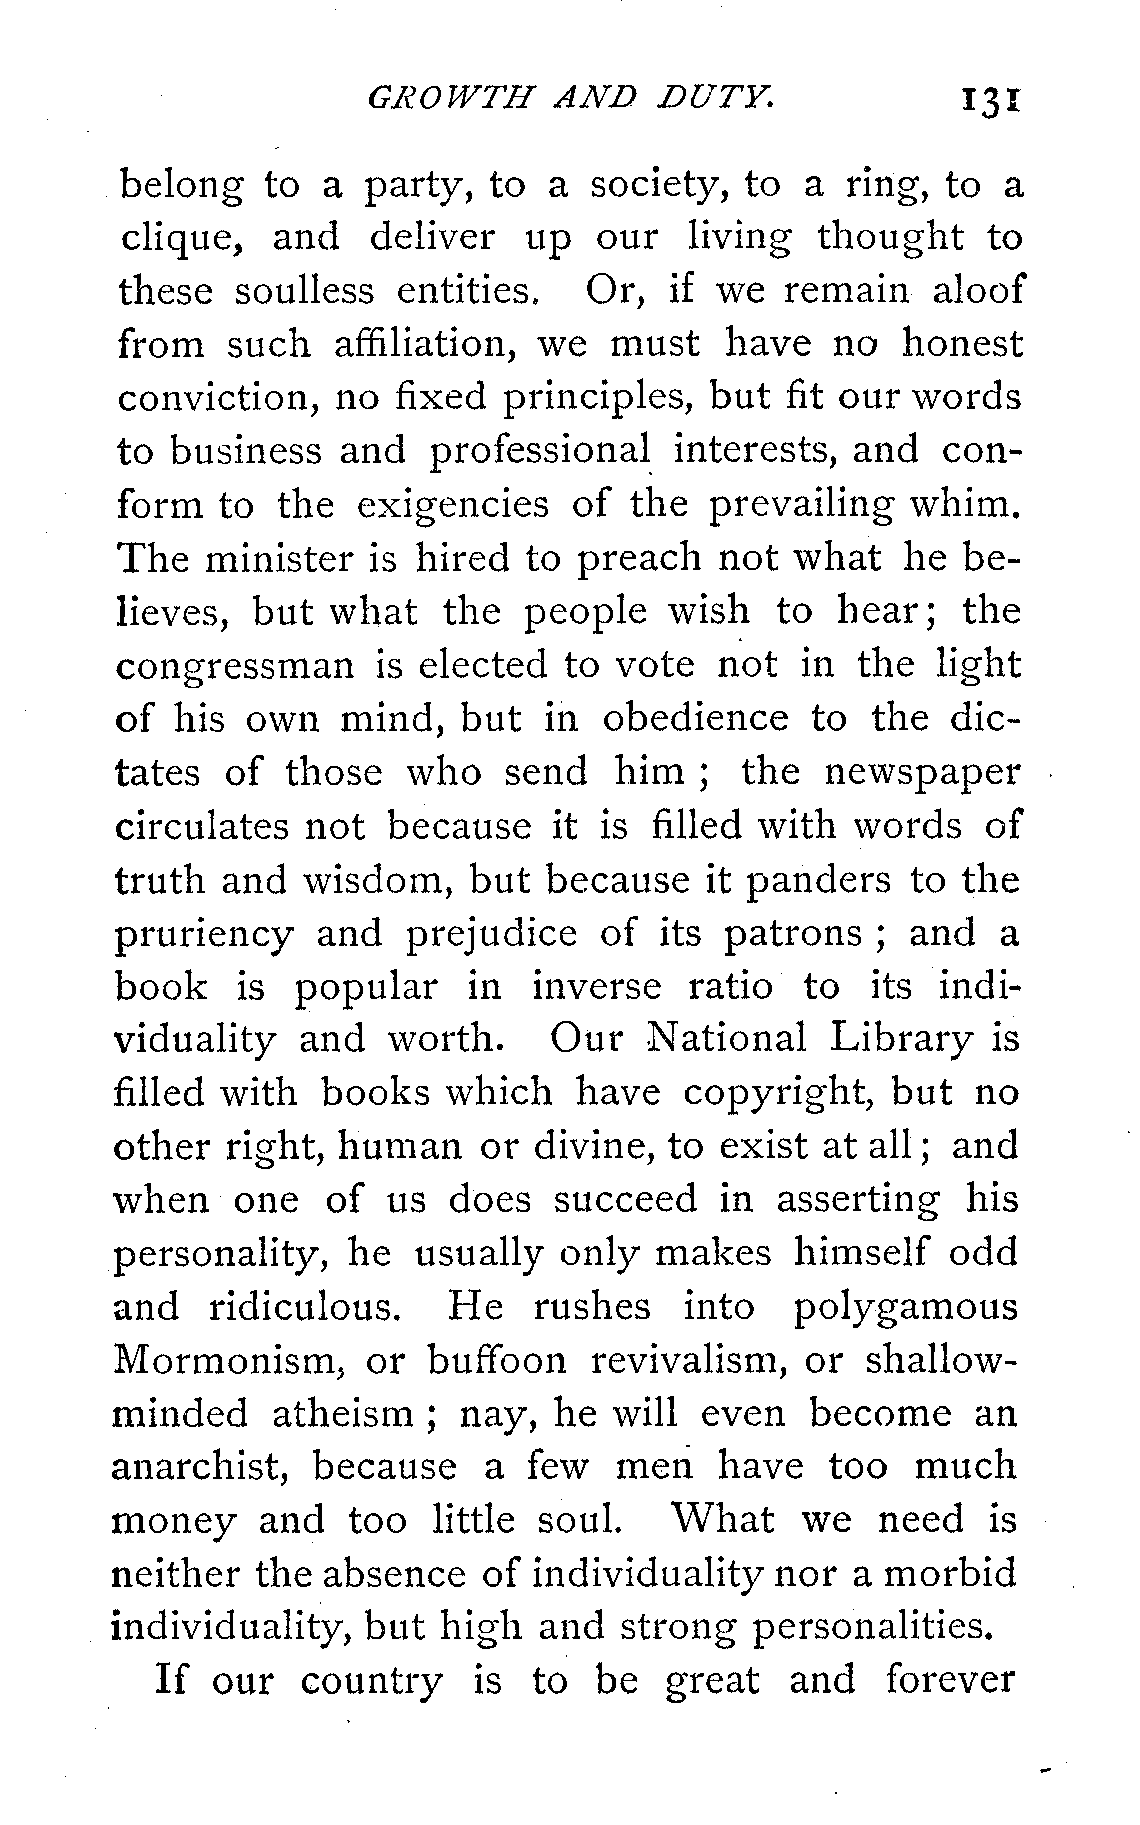 GROWTH AND DUTY. 131
belong to a party, to a society, to a ring, to a
clique, and deliver up our living thought to
these soulless entities. Or, if we remain aloof
from such affiliation, we must have no honest
conviction, no fixed principles, but fit our words
to business and professional interests, and con-
form to the exigencies of the prevailing whim.
The minister is hired to preach not what he be-
lieves, but what the people wish to hear; the
congressman is elected to vote not in the light
of his own mind, but in obedience to the dic-
tates of those who send him ; the newspaper
circulates not because it is filled with words of
truth and wisdom, but because it panders to the
pruriency and prejudice of its patrons ; and a
book is popular in inverse ratio to its indi-
viduality and worth. Our National Library is
filled with books which have copyright, but no
other right, human or divine, to exist at all ; and
when one of us does succeed in asserting his
personality, he usually only makes himself odd
and ridiculous. He rushes into polygamous
Mormonism, or buffoon revivalism, or shallow-
minded atheism ; nay, he will even become an
anarchist, because a few men have too much
money and too little soul. What we need is
neither the absence of individuality nor a morbid
individuality, but high and strong personalities.
If our country is to be great and forever